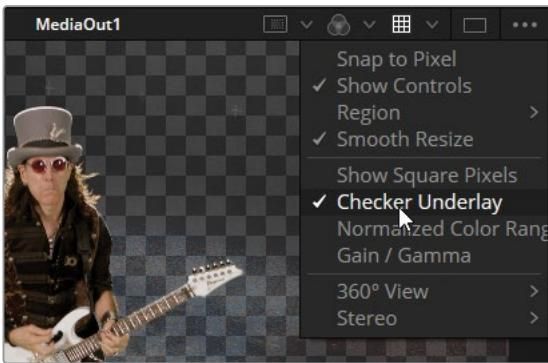 MediaOut1
Snap to Pixel
✓ Show Controls
Region >
✓ Smooth Resize
Show Square Pixels
✓ Checker Underlay
Normalized Color Rang
Gain / Gamma
360° View >
Stereo >